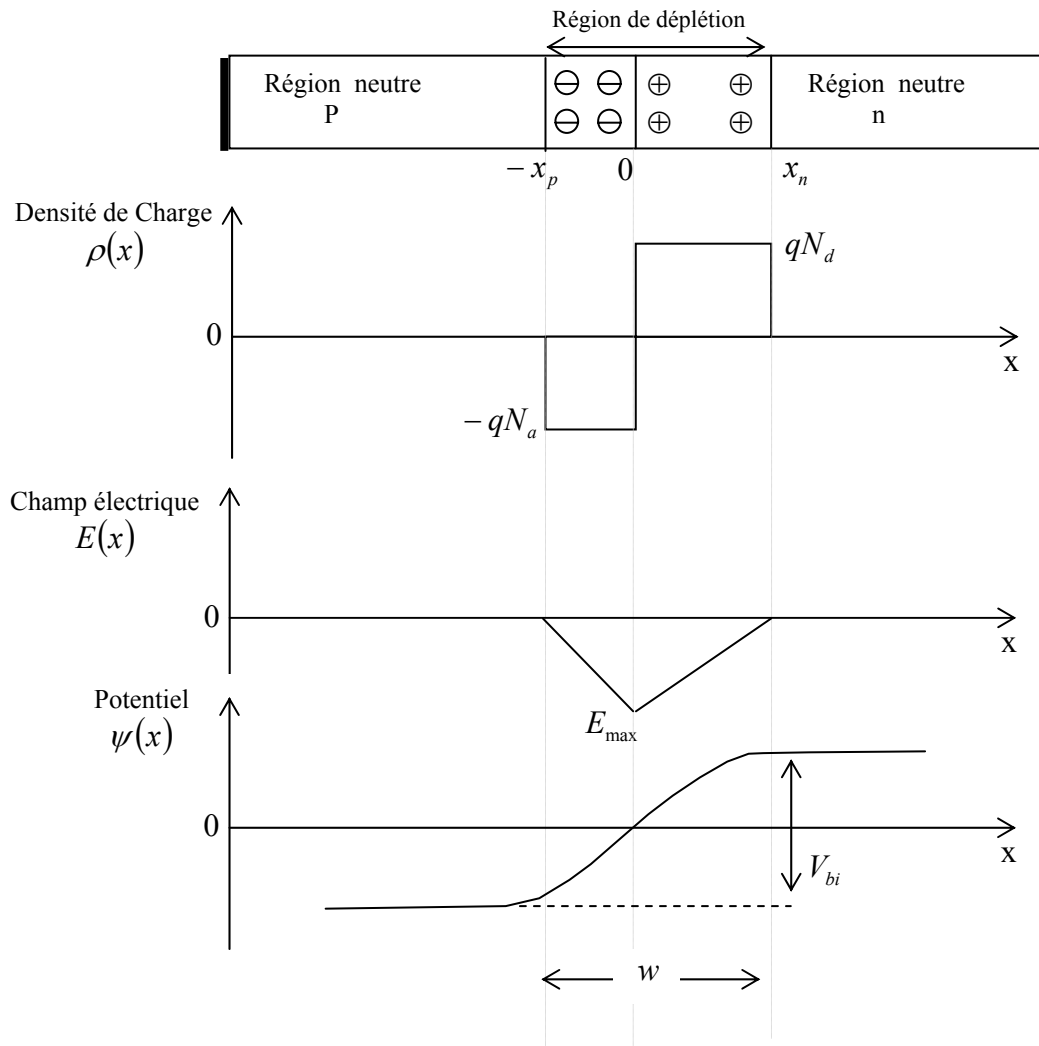 Région de déplétion
Région neutre
P
⊖ ⊖ ⊕ ⊕
⊖ ⊖ ⊕ ⊕
Région neutre
n
− x_p 0 x_n
Densité de Charge
ρ(x)
qN_d
0
x
− qN_a
Champ électrique
E(x)
0
x
E_max
Potentiel
ψ(x)
0
x
V_bi
w